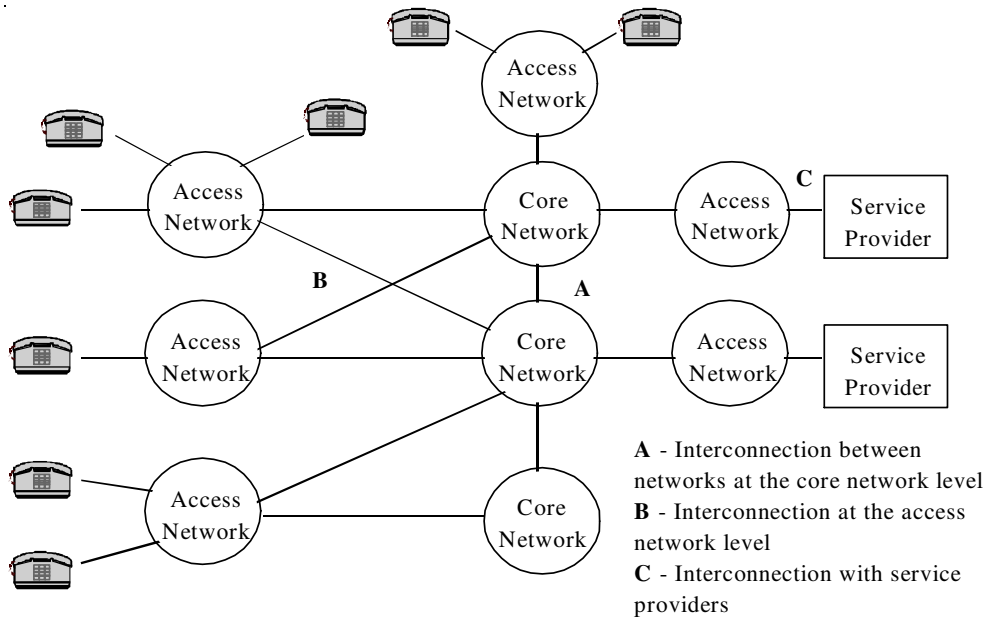 .
Access
Network
Access
Network
Core
Network
Access
Network
C
Service
Provider
B
A
Access
Network
Core
Network
Access
Network
Service
Provider
Access
Network
Core
Network
A - Interconnection between
networks at the core network level
B - Interconnection at the access
network level
C - Interconnection with service
providers